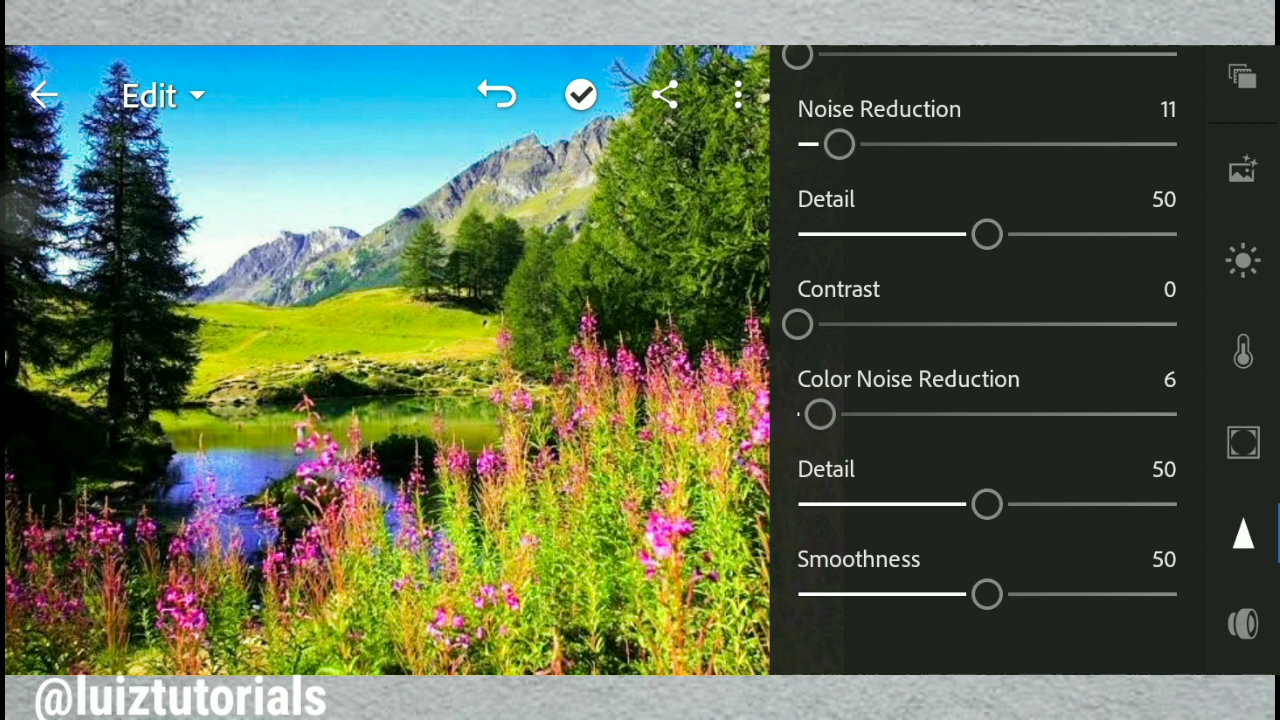 Edit
Noise Reduction 11
Detail 50
Contrast 0
Color Noise Reduction 6
Detail 50
Smoothness 50
@luiztutorials